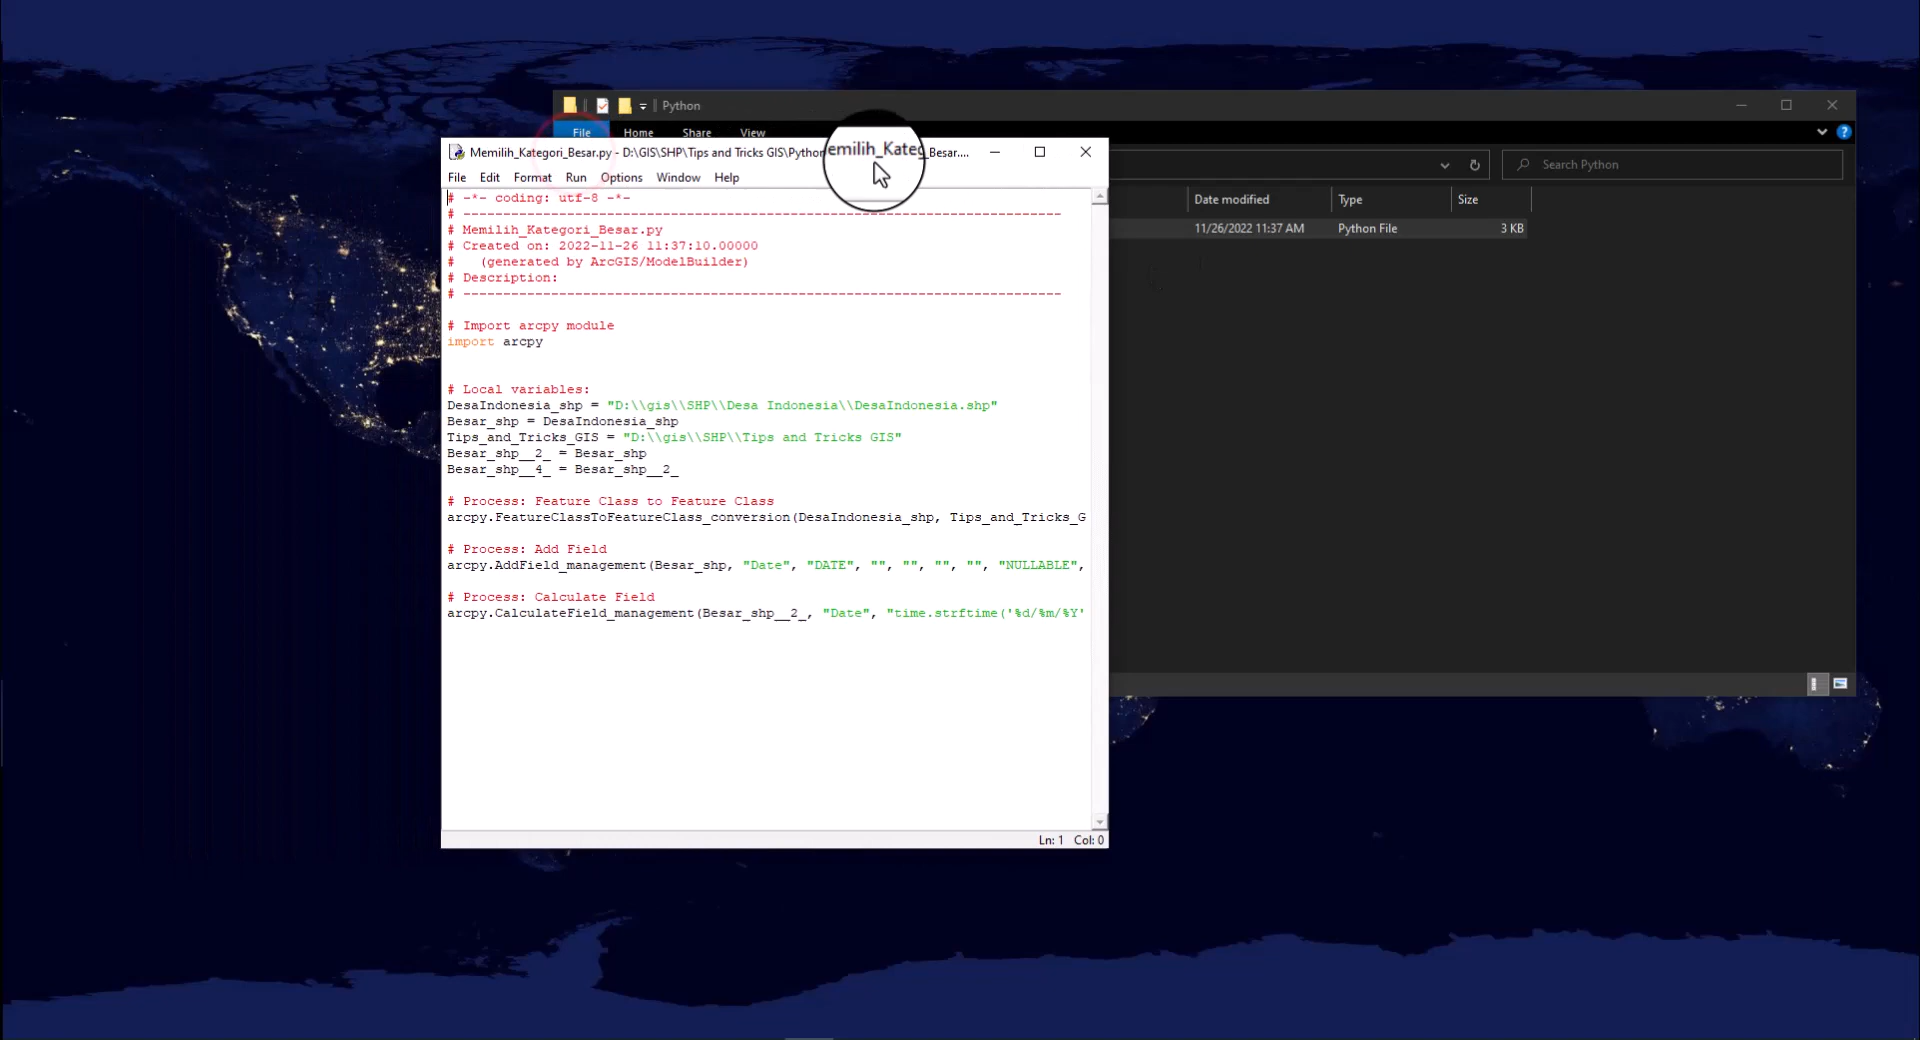 Python
File Home Share View
Search Python
Date modified Type Size
11/26/2022 11:37 AM Python File 3 KB
Memilih_Kategori_Besar.py - D:\GIS\SHP\Tips and Tricks GIS\Python _Besar....
emilih_Kateg
File Edit Format Run Options Window Help
# -*- coding: utf-8 -*-
# ---------------------------------------------------------------------------
# Memilih_Kategori_Besar.py
# Created on: 2022-11-26 11:37:10.00000
#   (generated by ArcGIS/ModelBuilder)
# Description:
# ---------------------------------------------------------------------------
# Import arcpy module
import arcpy
# Local variables:
DesaIndonesia_shp = "D:\\gis\\SHP\\Desa Indonesia\\DesaIndonesia.shp"
Besar_shp = DesaIndonesia_shp
Tips_and_Tricks_GIS = "D:\\gis\\SHP\\Tips and Tricks GIS"
Besar_shp__2_ = Besar_shp
Besar_shp__4_ = Besar_shp__2_
# Process: Feature Class to Feature Class
arcpy.FeatureClassToFeatureClass_conversion(DesaIndonesia_shp, Tips_and_Tricks_G
# Process: Add Field
arcpy.AddField_management(Besar_shp, "Date", "DATE", "", "", "", "", "NULLABLE",
# Process: Calculate Field
arcpy.CalculateField_management(Besar_shp__2_, "Date", "time.strftime('%d/%m/%Y'
Ln: 1 Col: 0